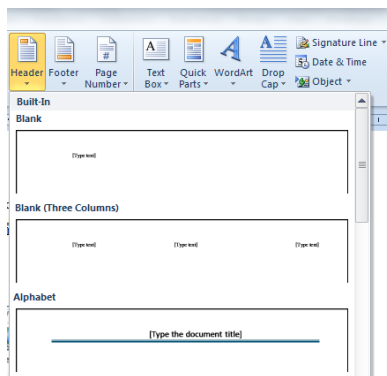 Signature Line
Date & Time
Object
Header Footer Page Number
Text Box Quick Parts WordArt Drop Cap
#
A
A
A
Built-In
Blank
[Type text]
Blank (Three Columns)
[Type text] [Type text] [Type text]
Alphabet
[Type the document title]